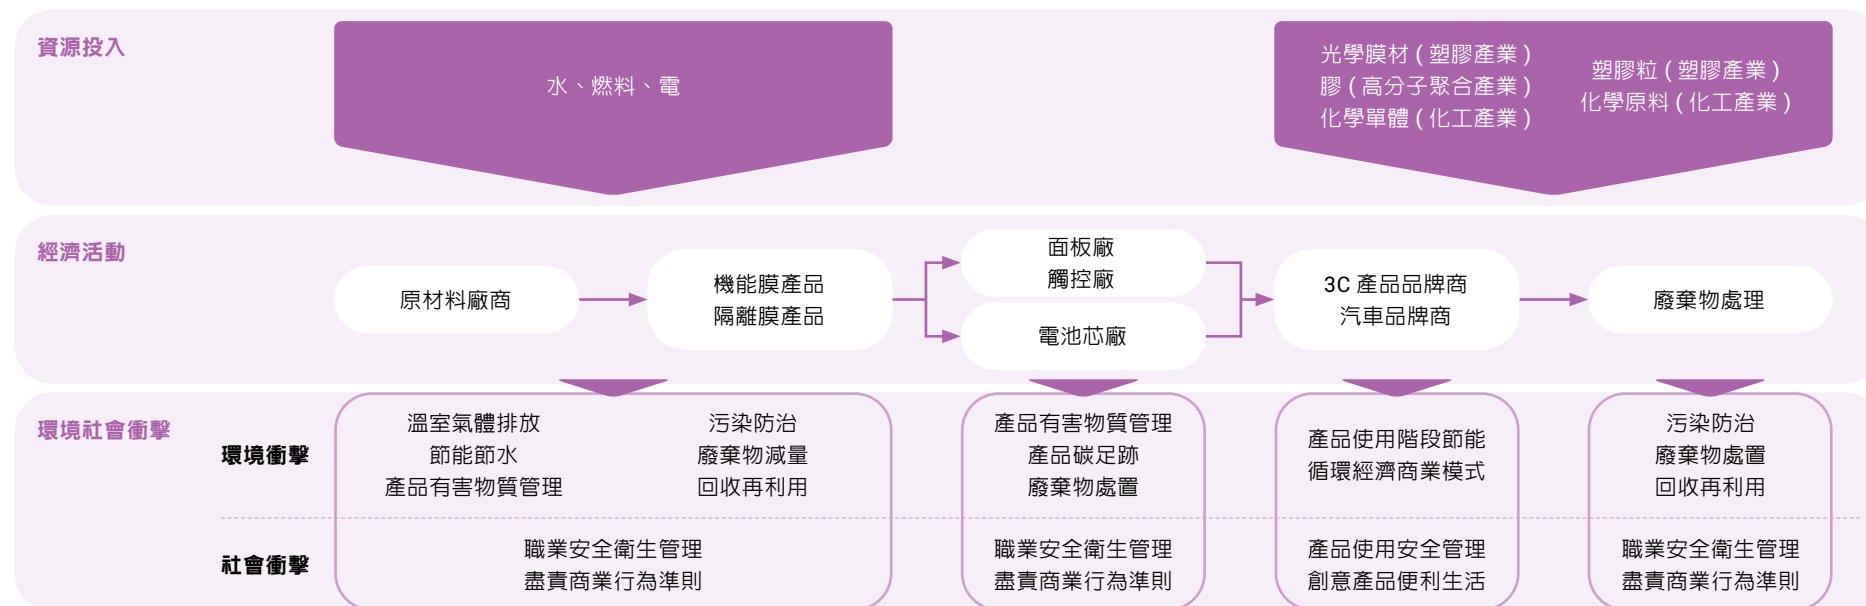 資源投入
水、燃料、電
光學膜材 ( 塑膠產業 )
膠 ( 高分子聚合產業 )
化學單體 ( 化工產業 )
塑膠粒 ( 塑膠產業 )
化學原料 ( 化工產業 )
經濟活動
原材料廠商
機能膜產品
隔離膜產品
面板廠
觸控廠
電池芯廠
3C 產品品牌商
汽車品牌商
廢棄物處理
環境社會衝擊
環境衝擊
溫室氣體排放
節能節水
產品有害物質管理
污染防治
廢棄物減量
回收再利用
產品有害物質管理
產品碳足跡
廢棄物處置
產品使用階段節能
循環經濟商業模式
污染防治
廢棄物處置
回收再利用
社會衝擊
職業安全衛生管理
盡責商業行為準則
職業安全衛生管理
盡責商業行為準則
產品使用安全管理
創意產品便利生活
職業安全衛生管理
盡責商業行為準則